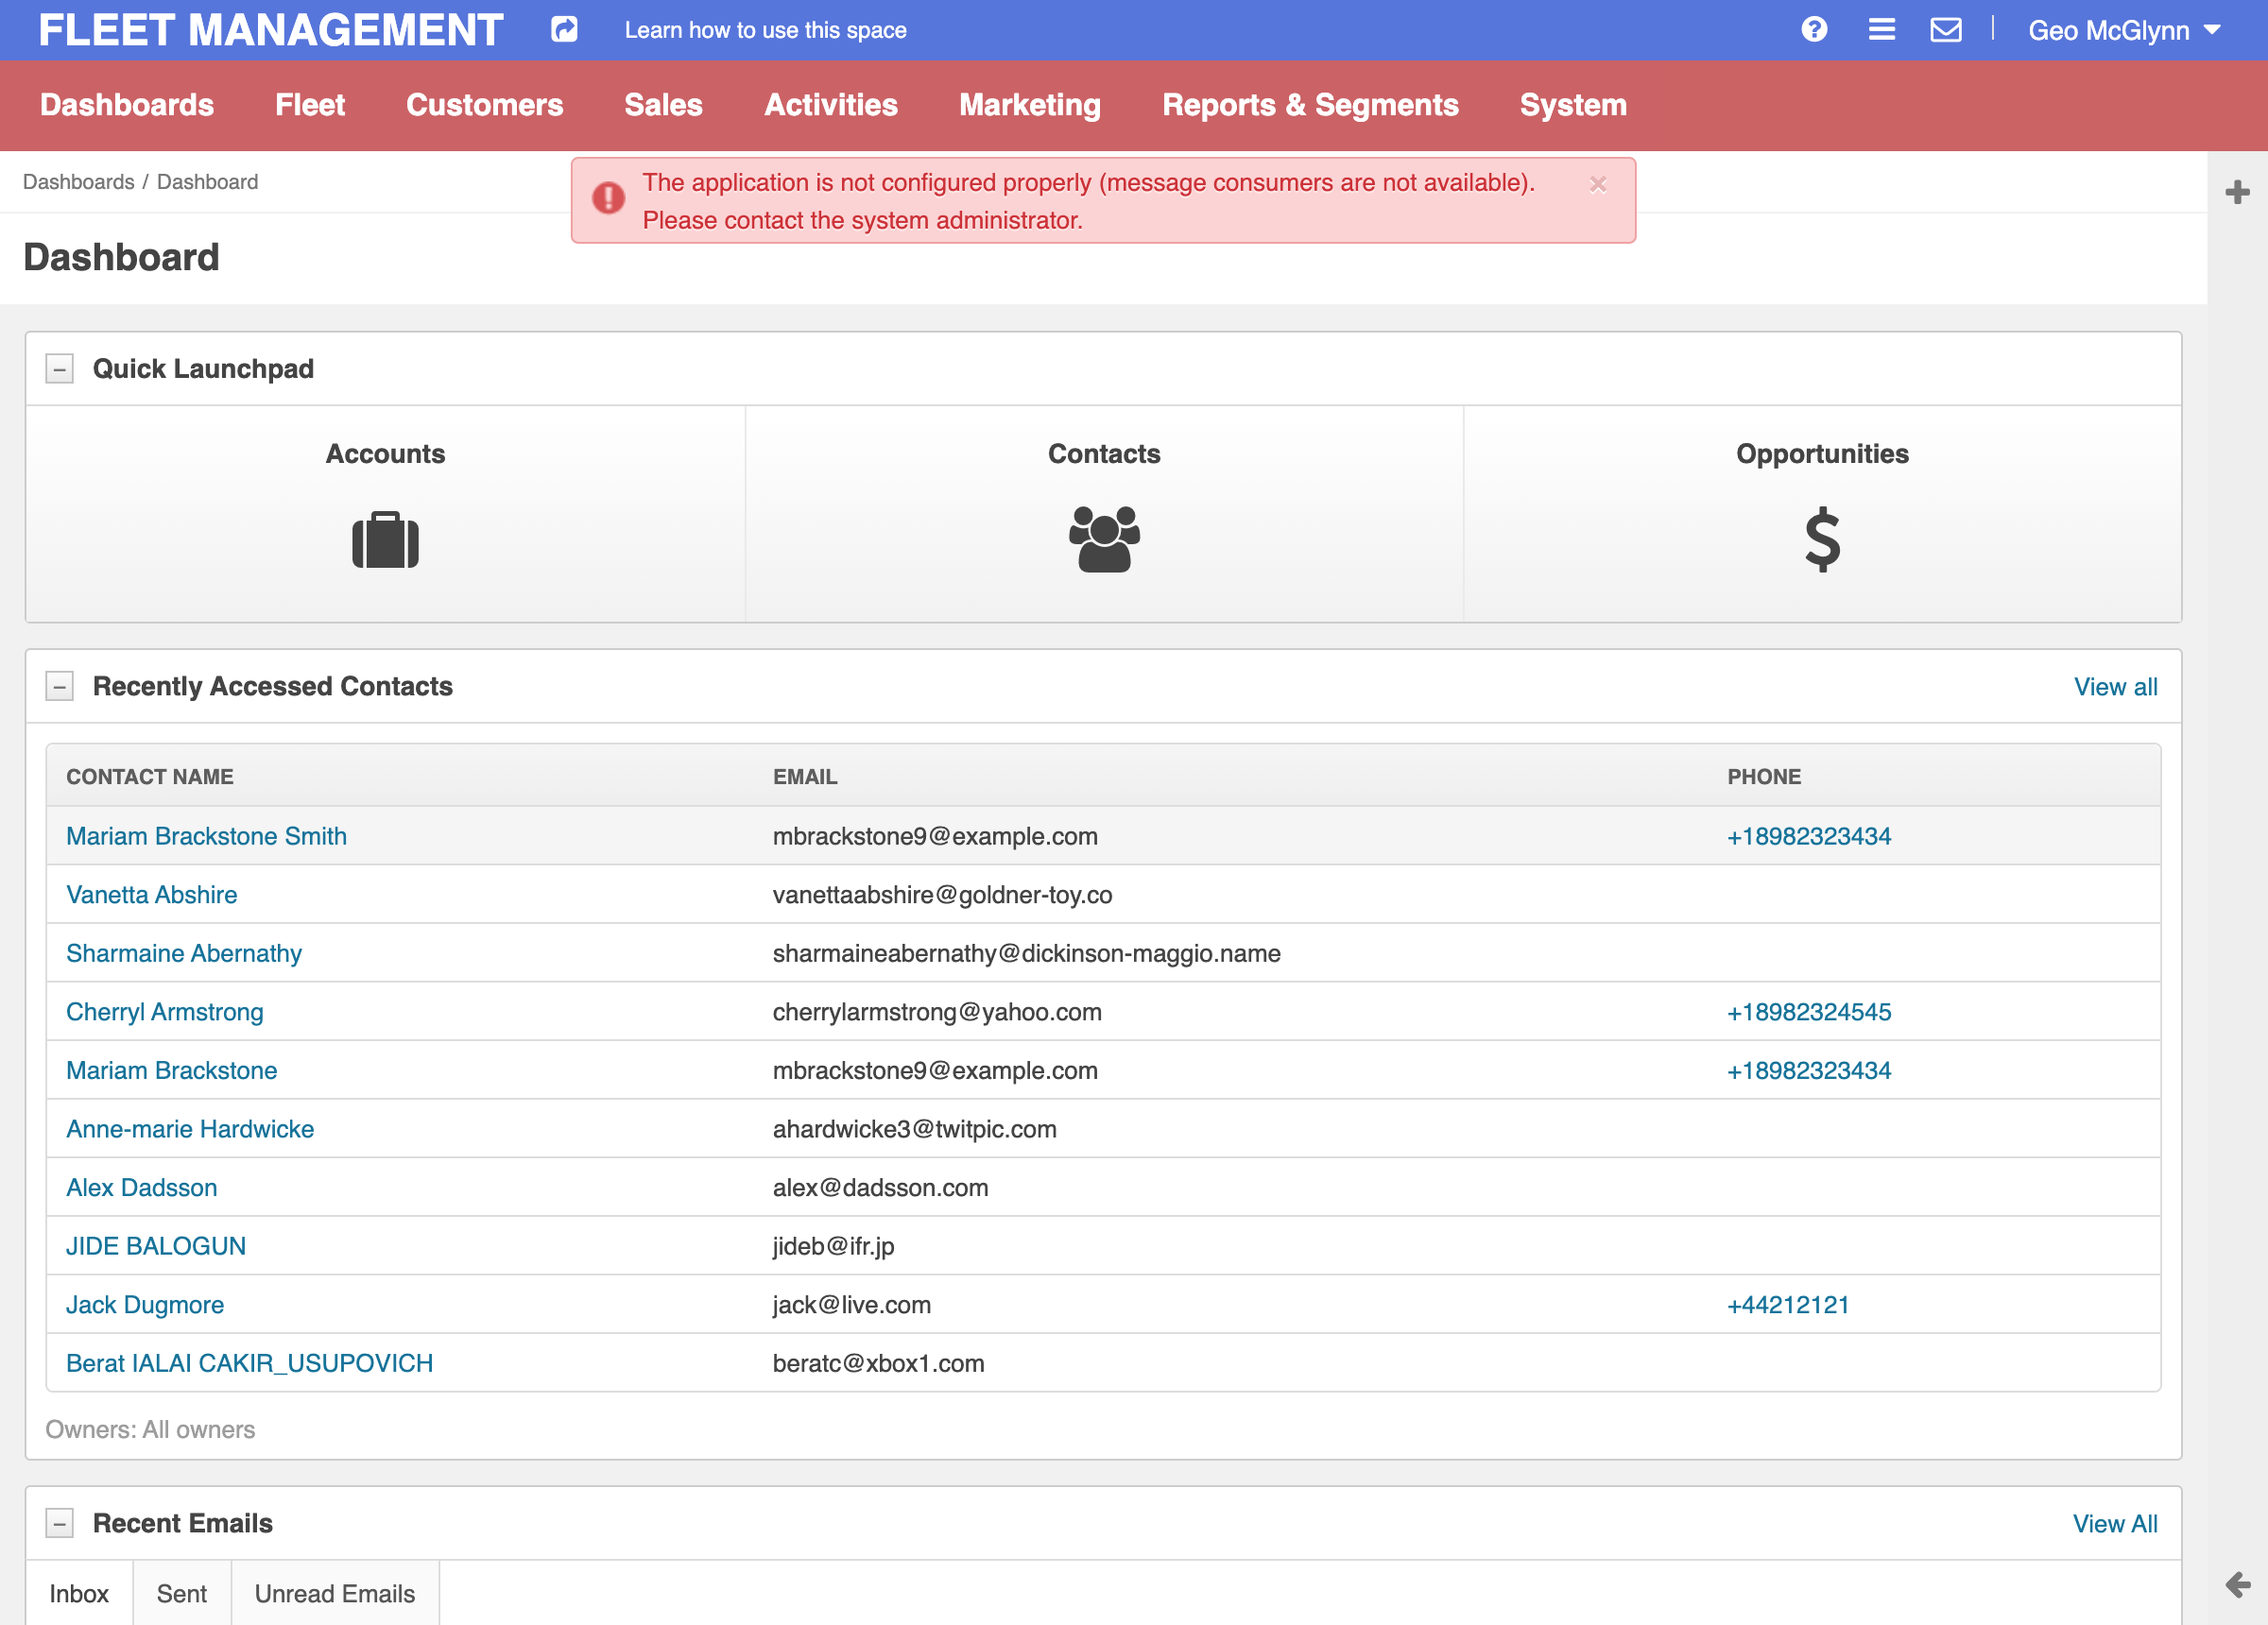 FLEET MANAGEMENT Learn how to use this space Geo McGlynn
Dashboards Fleet Customers Sales Activities Marketing Reports & Segments System
Dashboards / Dashboard
The application is not configured properly (message consumers are not available). ×
Please contact the system administrator.
Dashboard
Quick Launchpad
Accounts Contacts Opportunities
Recently Accessed Contacts View all
CONTACT NAME EMAIL PHONE
Mariam Brackstone Smith mbrackstone9@example.com +18982323434
Vanetta Abshire vanettaabshire@goldner-toy.co
Sharmaine Abernathy sharmaineabernathy@dickinson-maggio.name
Cherryl Armstrong cherrylarmstrong@yahoo.com +18982324545
Mariam Brackstone mbrackstone9@example.com +18982323434
Anne-marie Hardwicke ahardwicke3@twitpic.com
Alex Dadsson alex@dadsson.com
JIDE BALOGUN jideb@ifr.jp
Jack Dugmore jack@live.com +44212121
Berat IALAI CAKIR_USUPOVICH beratc@xbox1.com
Owners: All owners
Recent Emails View All
Inbox Sent Unread Emails